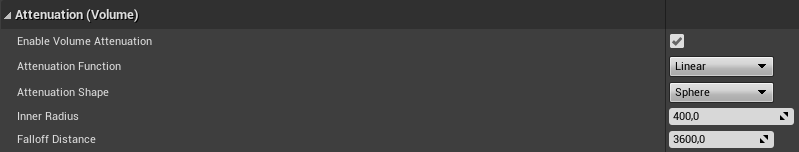 Attenuation (Volume)
Enable Volume Attenuation
Attenuation Function Linear
Attenuation Shape Sphere
Inner Radius 400,0
Falloff Distance 3600,0